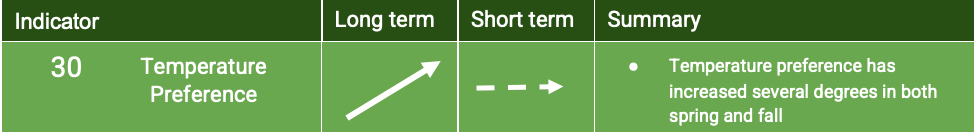 Indicator
Long term
Short term
Summary
30
Temperature
Preference
• Temperature preference has
increased several degrees in both
spring and fall